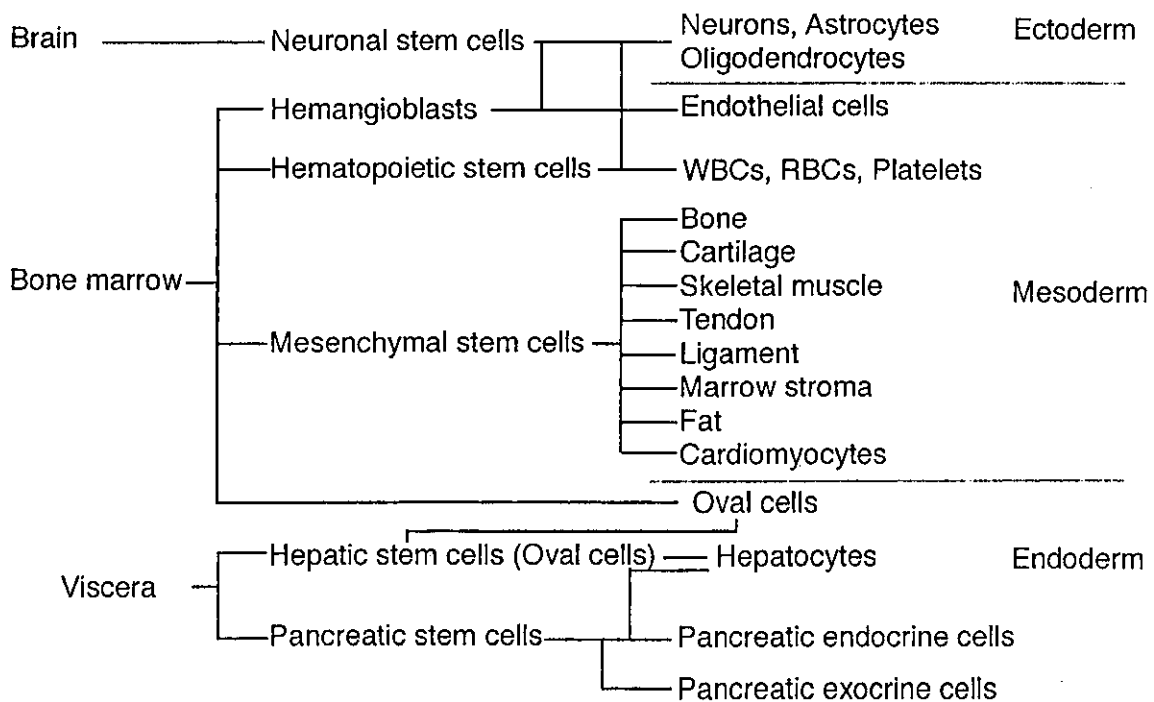 Brain
Neuronal stem cells
Neurons, Astrocytes
Oligodendrocytes
Ectoderm
Hemangioblasts
Endothelial cells
Hematopoietic stem cells
WBCs, RBCs, Platelets
Bone marrow
Mesenchymal stem cells
Bone
Cartilage
Skeletal muscle
Tendon
Ligament
Marrow stroma
Fat
Cardiomyocytes
Mesoderm
Oval cells
Viscera
Hepatic stem cells (Oval cells)
Hepatocytes
Endoderm
Pancreatic stem cells
Pancreatic endocrine cells
Pancreatic exocrine cells